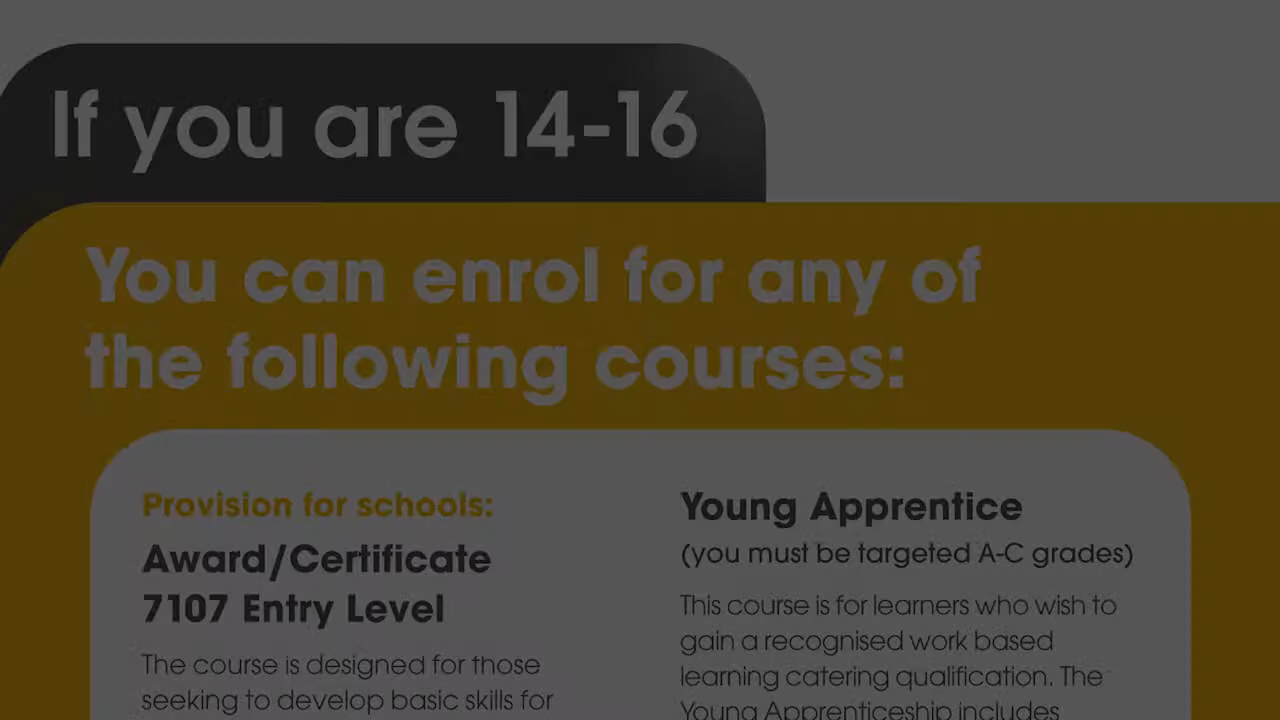 If you are 14-16
You can enrol for any of
the following courses:
Provision for schools:
Award/Certificate
7107 Entry Level
The course is designed for those
seeking to develop basic skills for
Young Apprentice
(you must be targeted A-C grades)
This course is for learners who wish to
gain a recognised work based
learning catering qualification. The
Young Apprenticeship includes